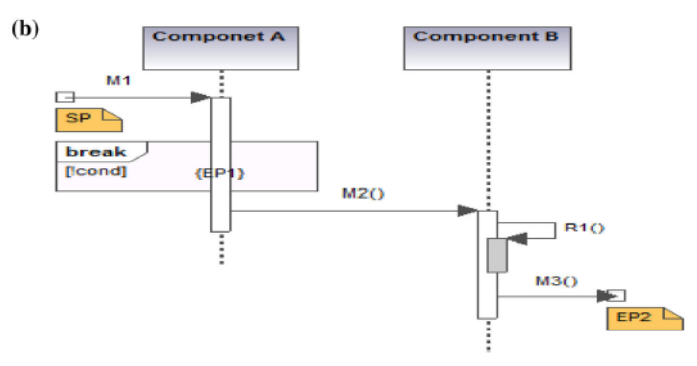 (b)
Componet A
Component B
M1
SP
break
[!cond]
{EP1}
M2()
R1()
M3()
EP2